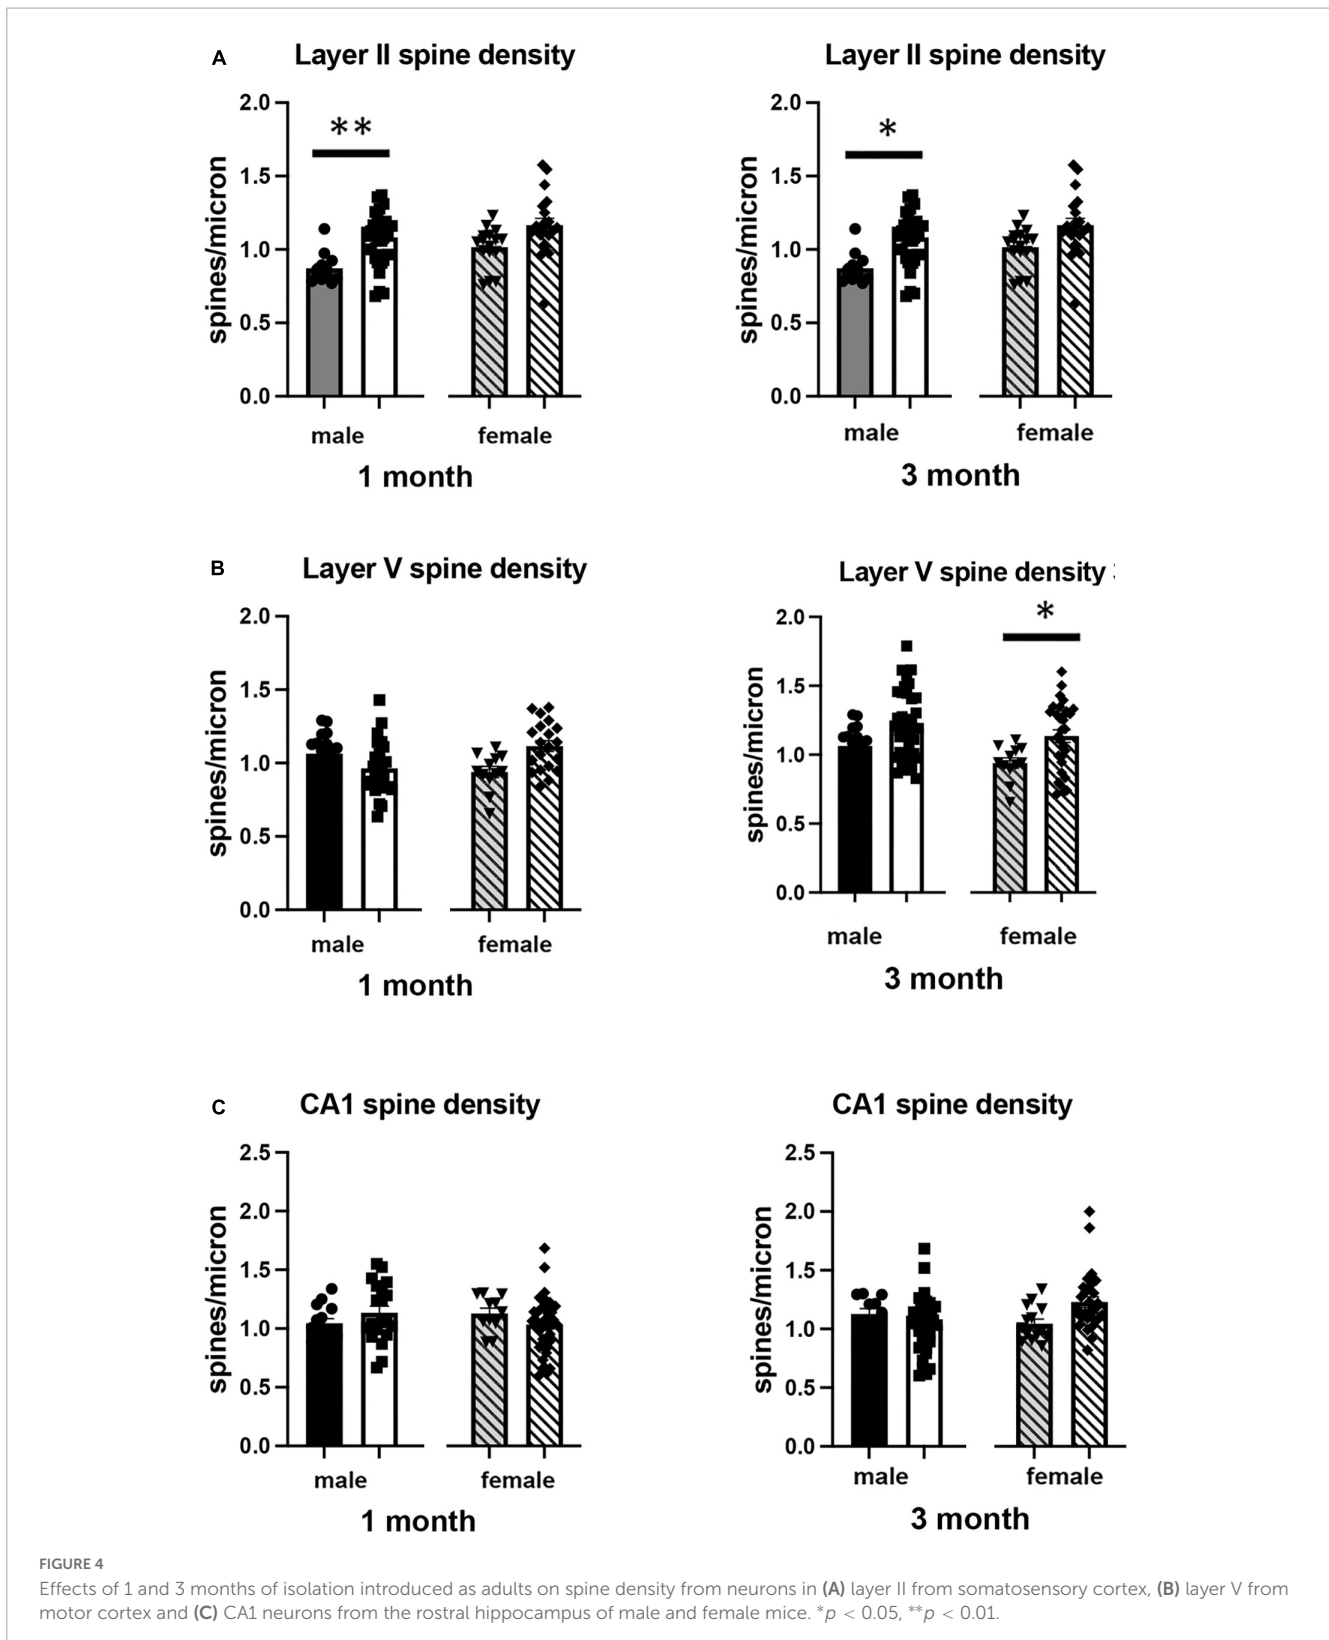 A
Layer II spine density
Layer II spine density
2.0
1.5
1.0
0.5
0.0
spines/micron
**
male
female
1 month
2.0
1.5
1.0
0.5
0.0
spines/micron
*
male
female
3 month
B
Layer V spine density
Layer V spine density
2.0
1.5
1.0
0.5
0.0
spines/micron
male
female
1 month
2.0
1.5
1.0
0.5
0.0
spines/micron
*
male
female
3 month
C
CA1 spine density
CA1 spine density
2.5
2.0
1.5
1.0
0.5
0.0
spines/micron
male
female
1 month
2.5
2.0
1.5
1.0
0.5
0.0
spines/micron
male
female
3 month
FIGURE 4
Effects of 1 and 3 months of isolation introduced as adults on spine density from neurons in (A) layer II from somatosensory cortex, (B) layer V from
motor cortex and (C) CA1 neurons from the rostral hippocampus of male and female mice. *p < 0.05, **p < 0.01.